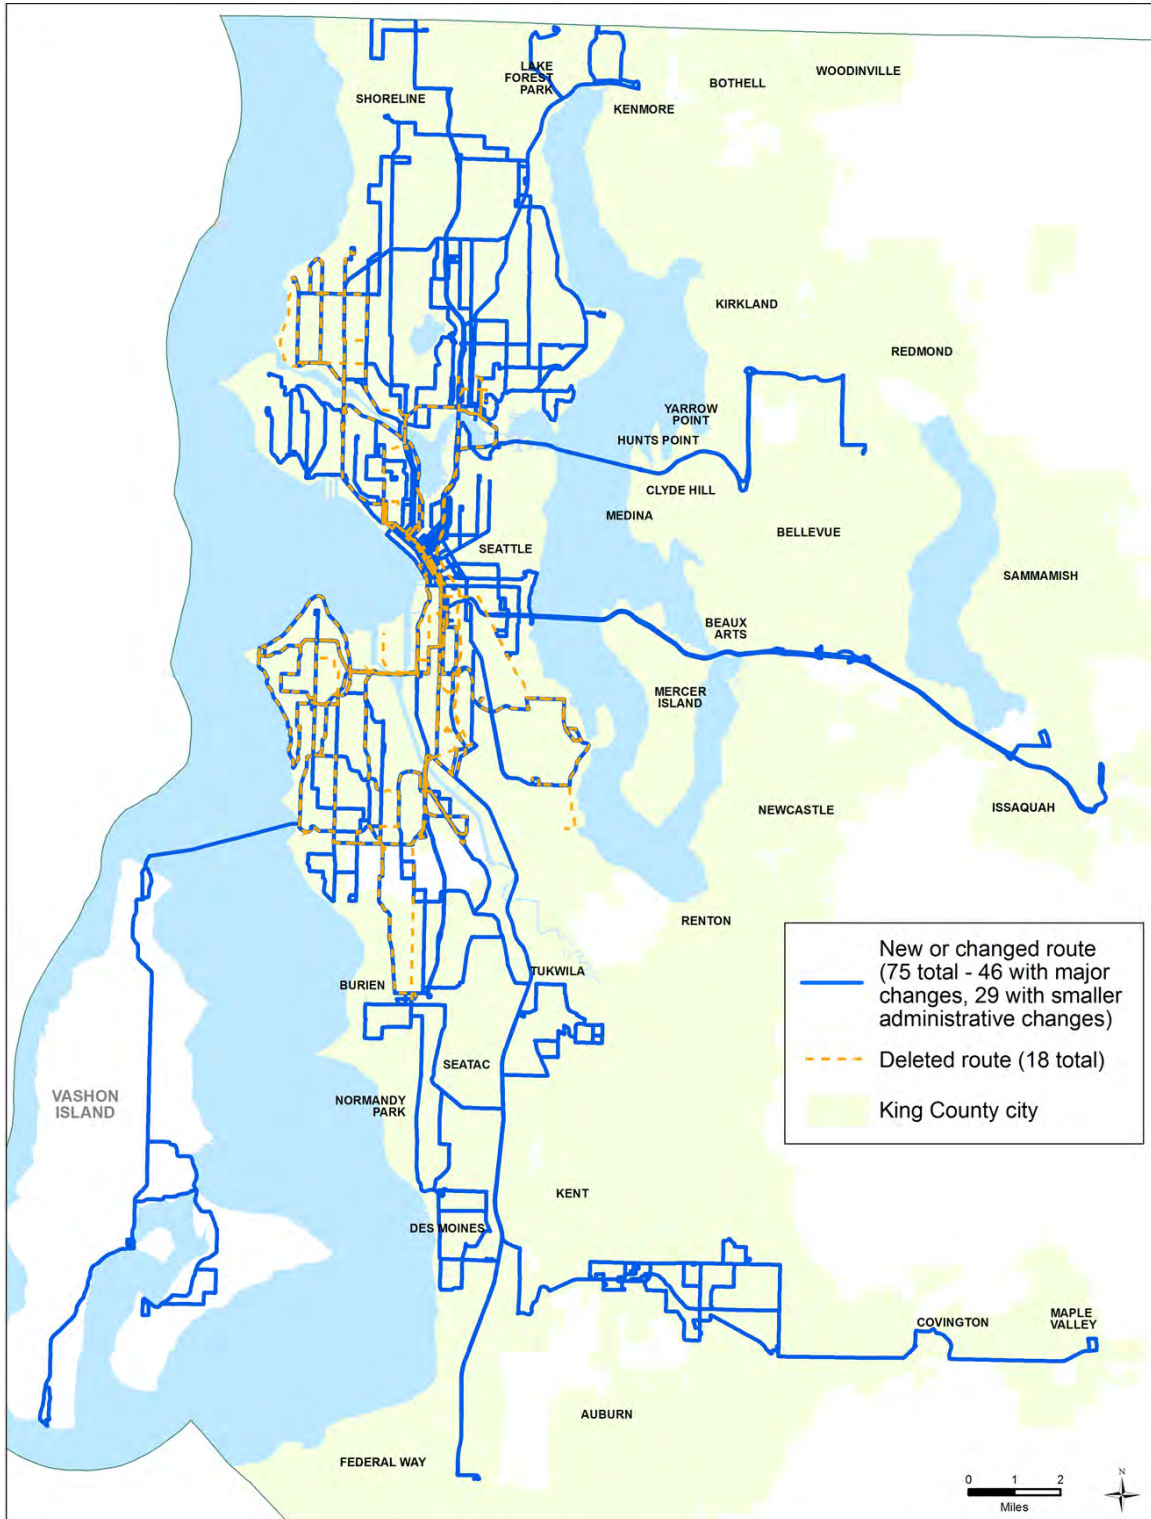 WOODINVILLE
BOTHELL
LAKE
FOREST
PARK
SHORELINE
KENMORE
KIRKLAND
REDMOND
YARROW
POINT
HUNTS POINT
CLYDE HILL
MEDINA
BELLEVUE
SEATTLE
SAMMAMISH
BEAUX
ARTS
MERCER
ISLAND
NEWCASTLE
ISSAQUAH
RENTON
New or changed route
(75 total - 46 with major
changes, 29 with smaller
administrative changes)
Deleted route (18 total)
King County city
TUKWILA
BURIEN
SEATAC
VASHON
ISLAND
NORMANDY
PARK
KENT
DES MOINES
COVINGTON
MAPLE
VALLEY
AUBURN
FEDERAL WAY
0 1 2
Miles
N